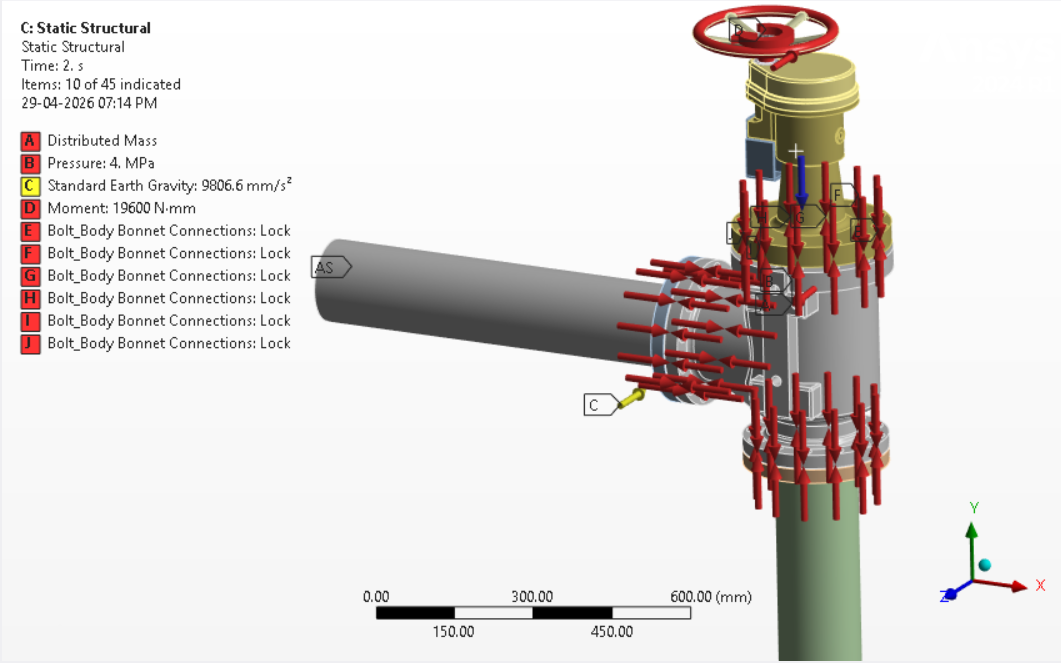 C: Static Structural
Static Structural
Time: 2. s
Items: 10 of 45 indicated
29-04-2026 07:14 PM
A Distributed Mass
B Pressure: 4. MPa
C Standard Earth Gravity: 9806.6 mm/s²
D Moment: 19600 N·mm
E Bolt_Body Bonnet Connections: Lock
F Bolt_Body Bonnet Connections: Lock
G Bolt_Body Bonnet Connections: Lock
H Bolt_Body Bonnet Connections: Lock
I Bolt_Body Bonnet Connections: Lock
J Bolt_Body Bonnet Connections: Lock
D
F
G
AS
B
C
Y
X
Z
0.00 300.00 600.00 (mm)
150.00 450.00